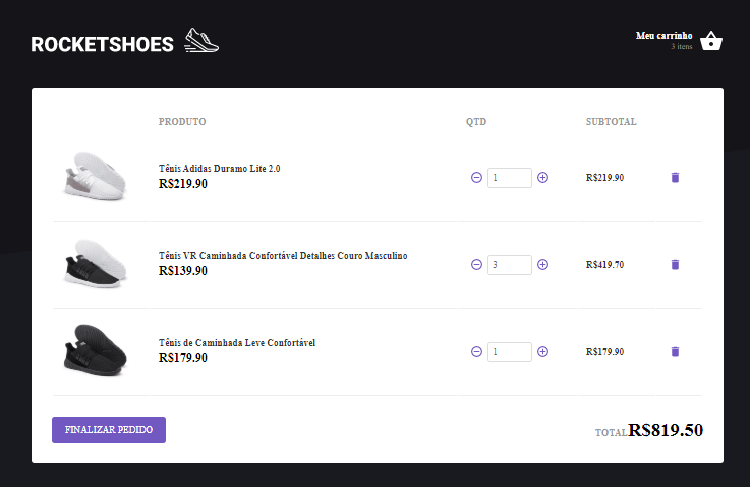 ROCKETSHOES
Meu carrinho
3 itens
PRODUTO QTD SUBTOTAL
Tênis Adidas Duramo Lite 2.0
R$219.90
1
R$219.90
Tênis VR Caminhada Confortável Detalhes Couro Masculino
R$139.90
3
R$419.70
Tênis de Caminhada Leve Confortável
R$179.90
1
R$179.90
FINALIZAR PEDIDO
TOTAL R$819.50